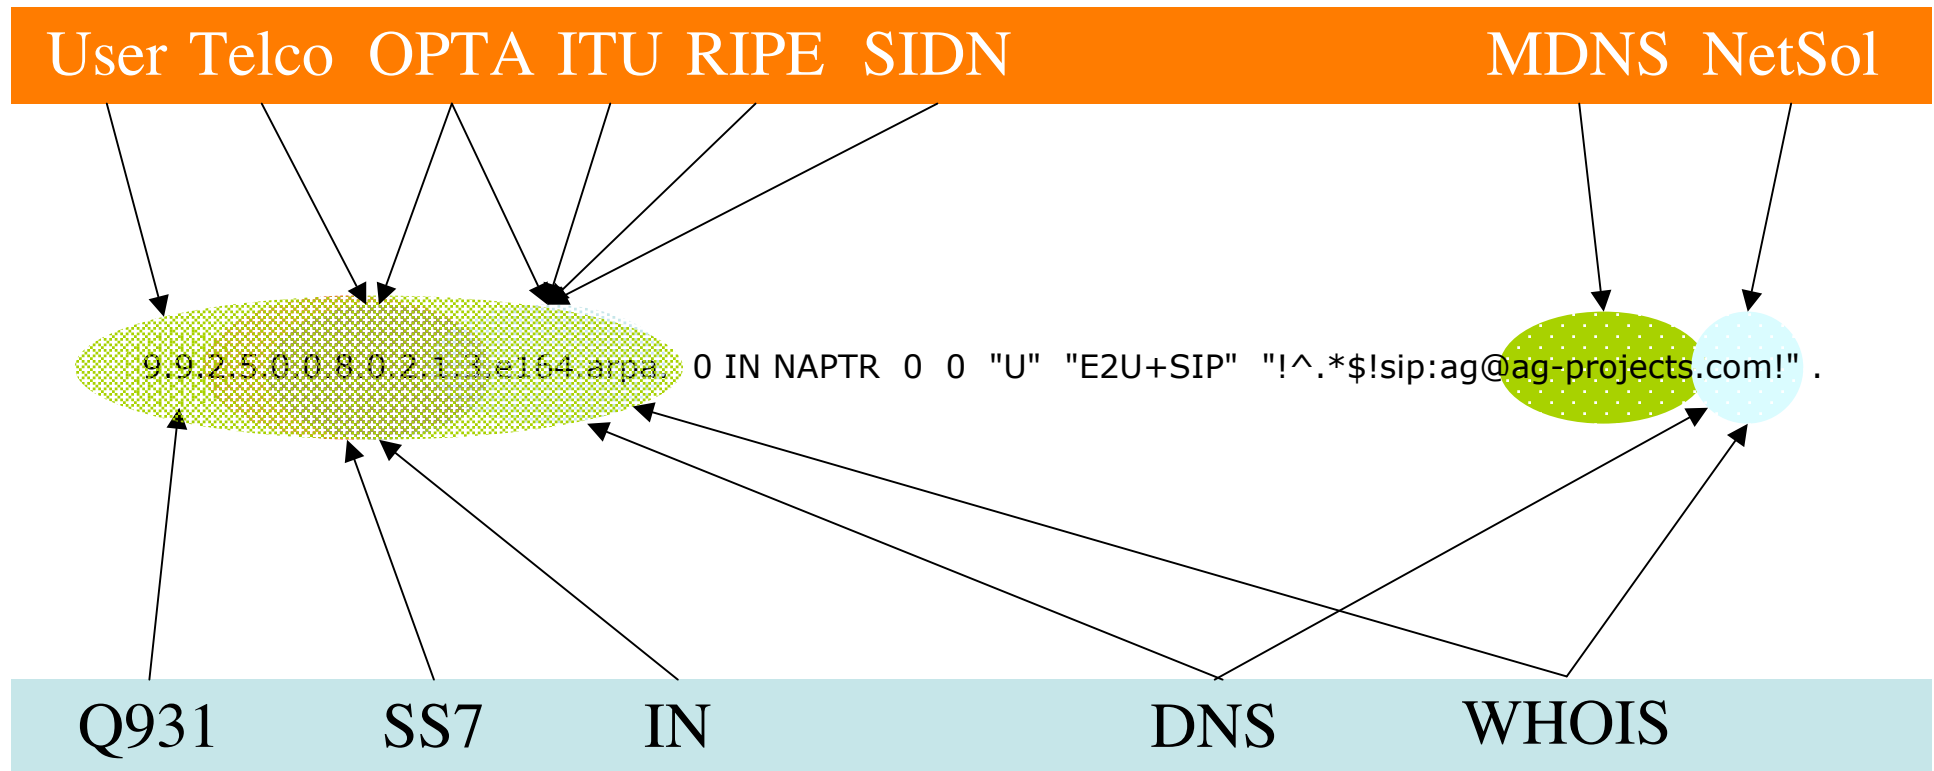 User Telco OPTA ITU RIPE SIDN MDNS NetSol
9.9.2.5.0.0.8.0.2.1.3.e164.arpa. 0 IN NAPTR 0 0 "U" "E2U+SIP" "!^.*$!sip:ag@ag-projects.com!" .
Q931 SS7 IN DNS WHOIS